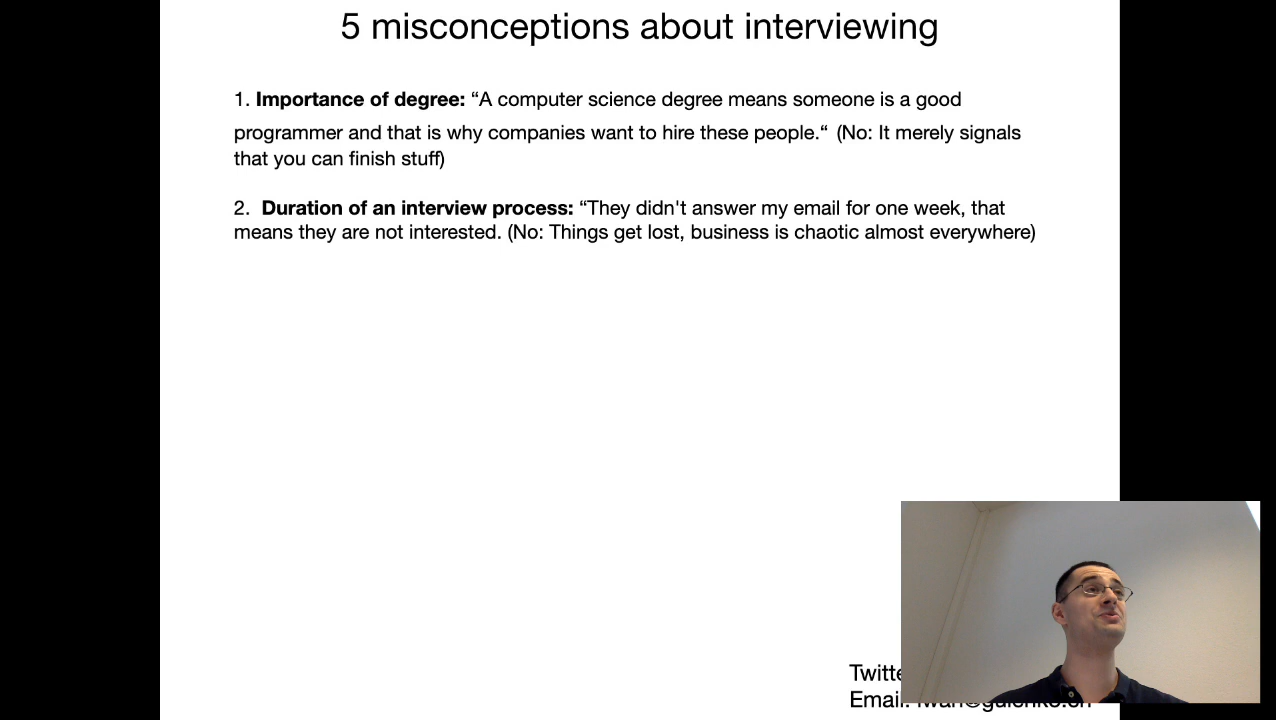 5 misconceptions about interviewing
1. Importance of degree: “A computer science degree means someone is a good
programmer and that is why companies want to hire these people.“ (No: It merely signals
that you can finish stuff)
2. Duration of an interview process: “They didn't answer my email for one week, that
means they are not interested. (No: Things get lost, business is chaotic almost everywhere)
Email: